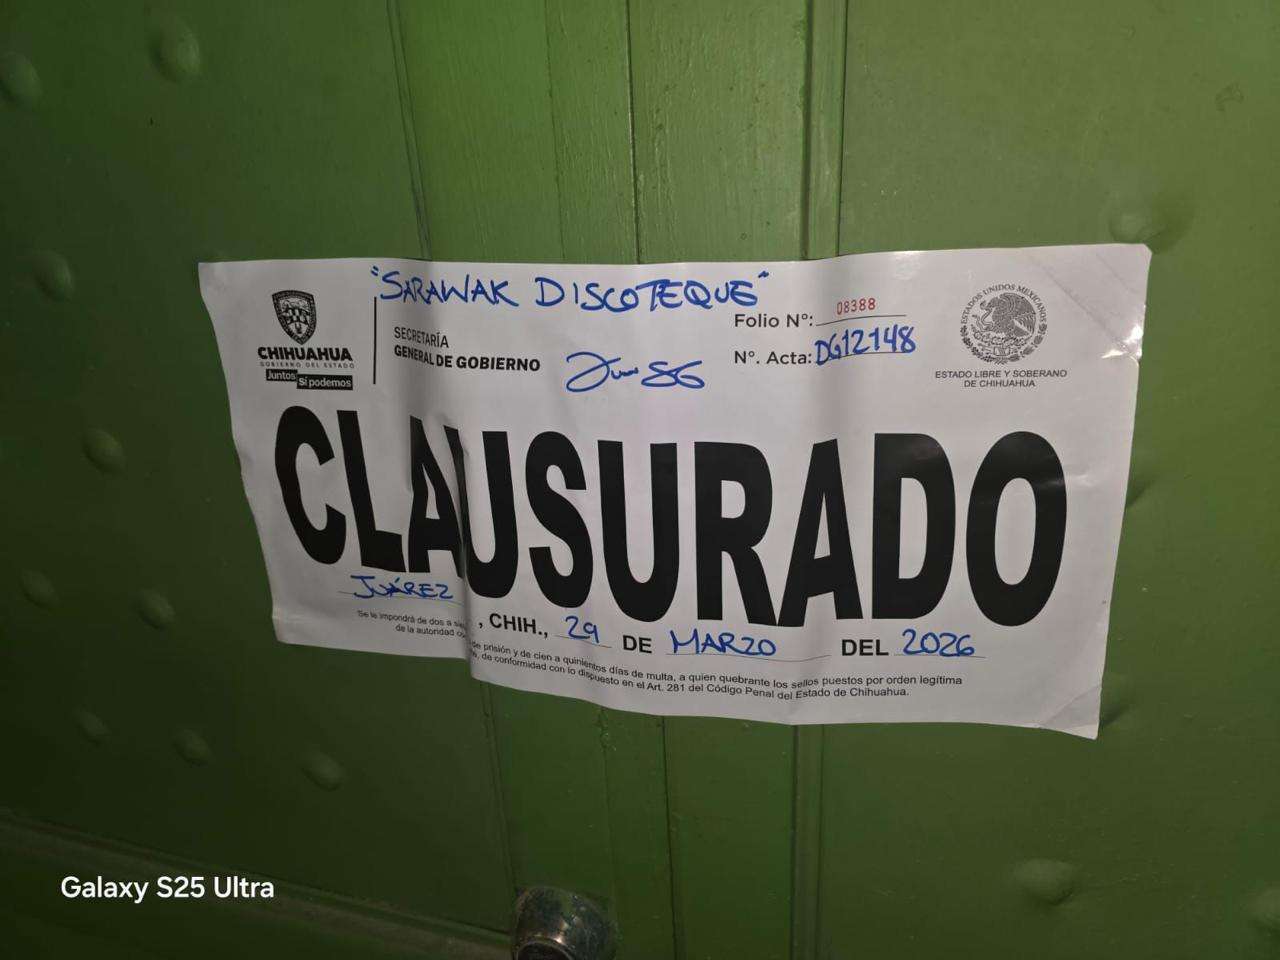 "SARAWAK DISCOTEQUE"
CHIHUAHUA
GOBIERNO DEL ESTADO
Juntos Sí podemos
SECRETARÍA
GENERAL DE GOBIERNO
Folio Nº: 08388
Nº. Acta: DG12148
ESTADOS UNIDOS MEXICANOS
ESTADO LIBRE Y SOBERANO
DE CHIHUAHUA
CLAUSURADO
JUÁREZ, CHIH., 29 DE MARZO DEL 2026
Se le impondrá de dos a de prisión y de cien a quinientos días de multa, a quien quebrante los sellos puestos por orden legítima
de la autoridad de conformidad con lo dispuesto en el Art. 281 del Código Penal del Estado de Chihuahua.
Galaxy S25 Ultra